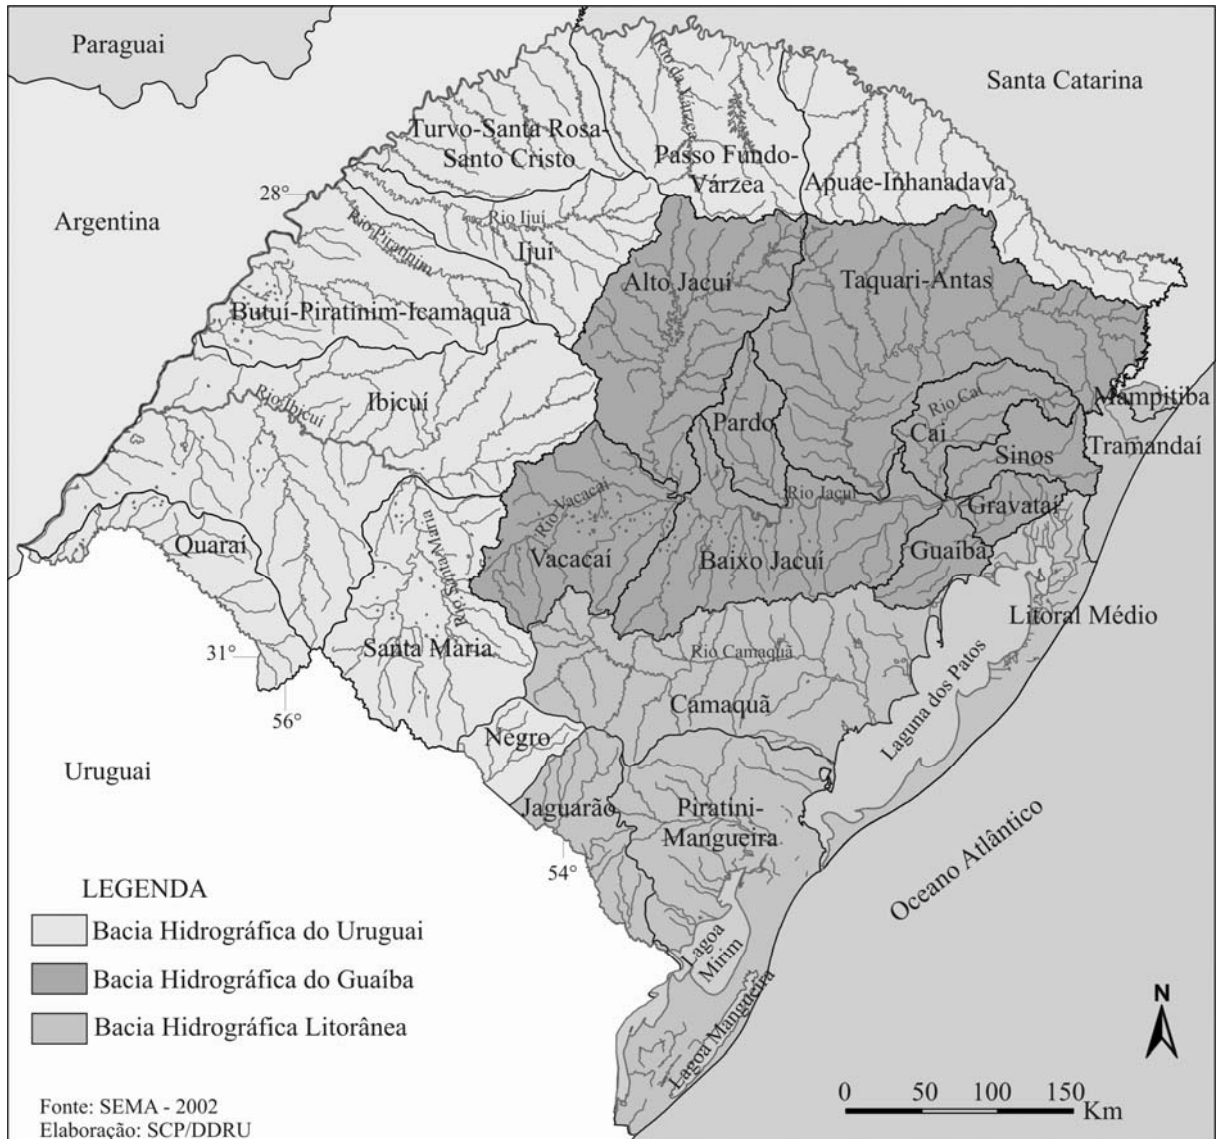 Paraguai
Santa Catarina
Argentina
Uruguai
Rio da Várzea
Turvo-Santa Rosa-
Santo Cristo
Passo Fundo-
Várzea
Apuae-Inhanadava
28°
Rio Ijuí
Ijuí
Rio Piratinim
Butuí-Piratinim-Icamaquã
Alto Jacuí
Taquari-Antas
Rio Ibicuí
Ibicuí
Pardo
Rio Cai
Cai
Sinos
Mampitiba
Tramandaí
Rio Vacacaí
Vacacaí
Rio Jacuí
Baixo Jacuí
Gravataí
Guaíba
Quaraí
Rio Santa Maria
Santa Maria
31°
56°
Litoral Médio
Rio Camaquã
Camaquã
Laguna dos Patos
Negro
Jaguarão
Piratini-
Mangueira
54°
Oceano Atlântico
Lagoa
Mirim
Lagoa Mangueira
LEGENDA
Bacia Hidrográfica do Uruguai
Bacia Hidrográfica do Guaíba
Bacia Hidrográfica Litorânea
N
0 50 100 150
Km
Fonte: SEMA - 2002
Elaboração: SCP/DDRU